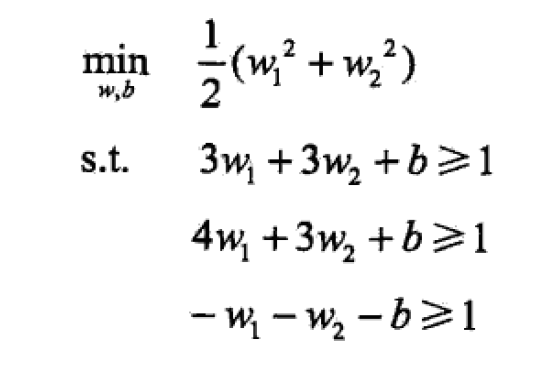 min w,b 1/2(w₁² + w₂²)
s.t. 3w₁ + 3w₂ + b ⩾ 1
4w₁ + 3w₂ + b ⩾ 1
− w₁ − w₂ − b ⩾ 1